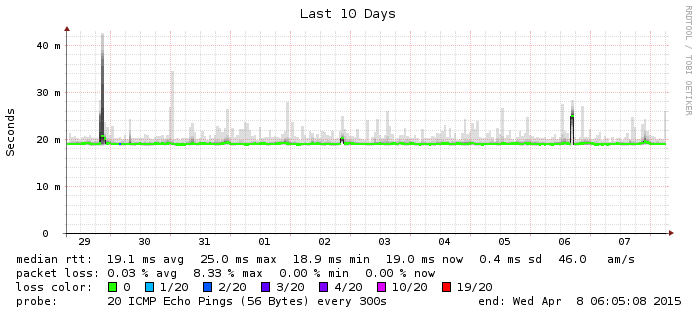 Last 10 Days
RRDTOOL / TOBI OETIKER
Seconds
40 m
30 m
20 m
10 m
0
29 30 31 01 02 03 04 05 06 07
median rtt: 19.1 ms avg 25.0 ms max 18.9 ms min 19.0 ms now 0.4 ms sd 46.0 am/s
packet loss: 0.03 % avg 8.33 % max 0.00 % min 0.00 % now
loss color: 0 1/20 2/20 3/20 4/20 10/20 19/20
probe: 20 ICMP Echo Pings (56 Bytes) every 300s end: Wed Apr 8 06:05:08 2015